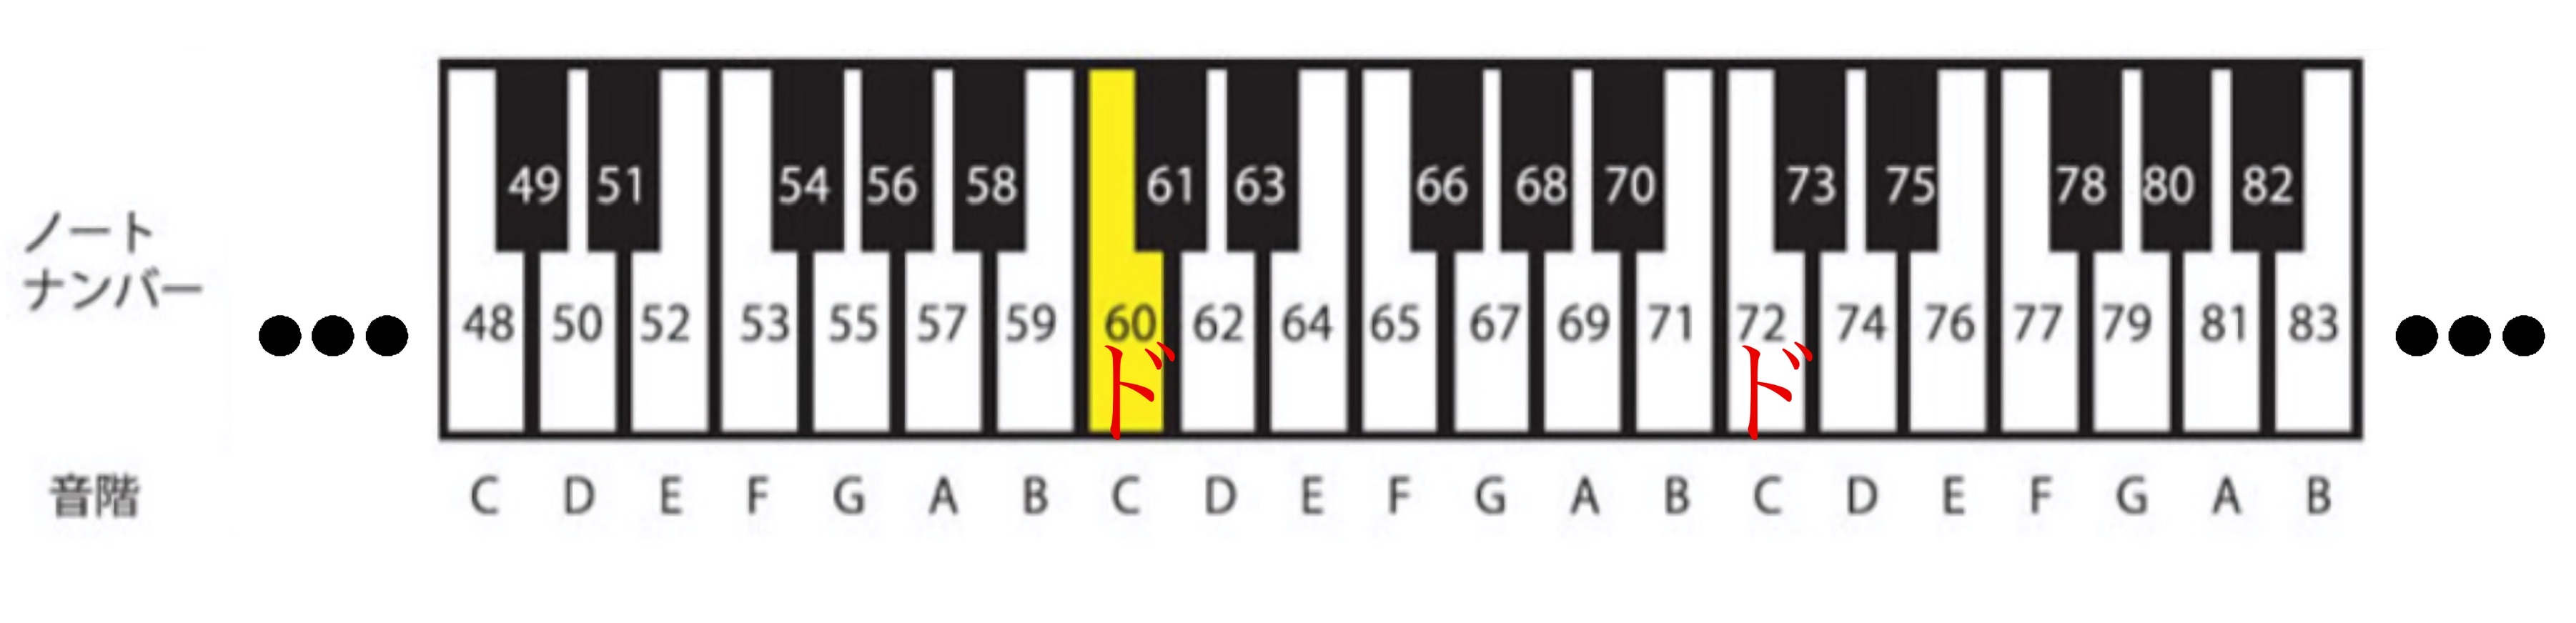 49 51 54 56 58 61 63 66 68 70 73 75 78 80 82
ノート
ナンバー
48 50 52 53 55 57 59 60 62 64 65 67 69 71 72 74 76 77 79 81 83
ド ド
音階 C D E F G A B C D E F G A B C D E F G A B